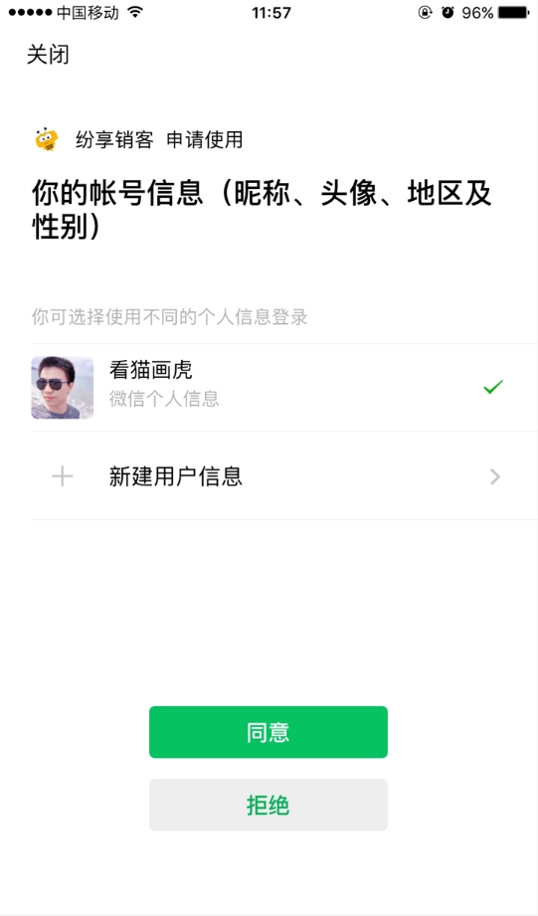 中国移动 11:57 96%
关闭
纷享销客 申请使用
你的帐号信息（昵称、头像、地区及
性别）
你可选择使用不同的个人信息登录
看猫画虎
微信个人信息
新建用户信息
同意
拒绝